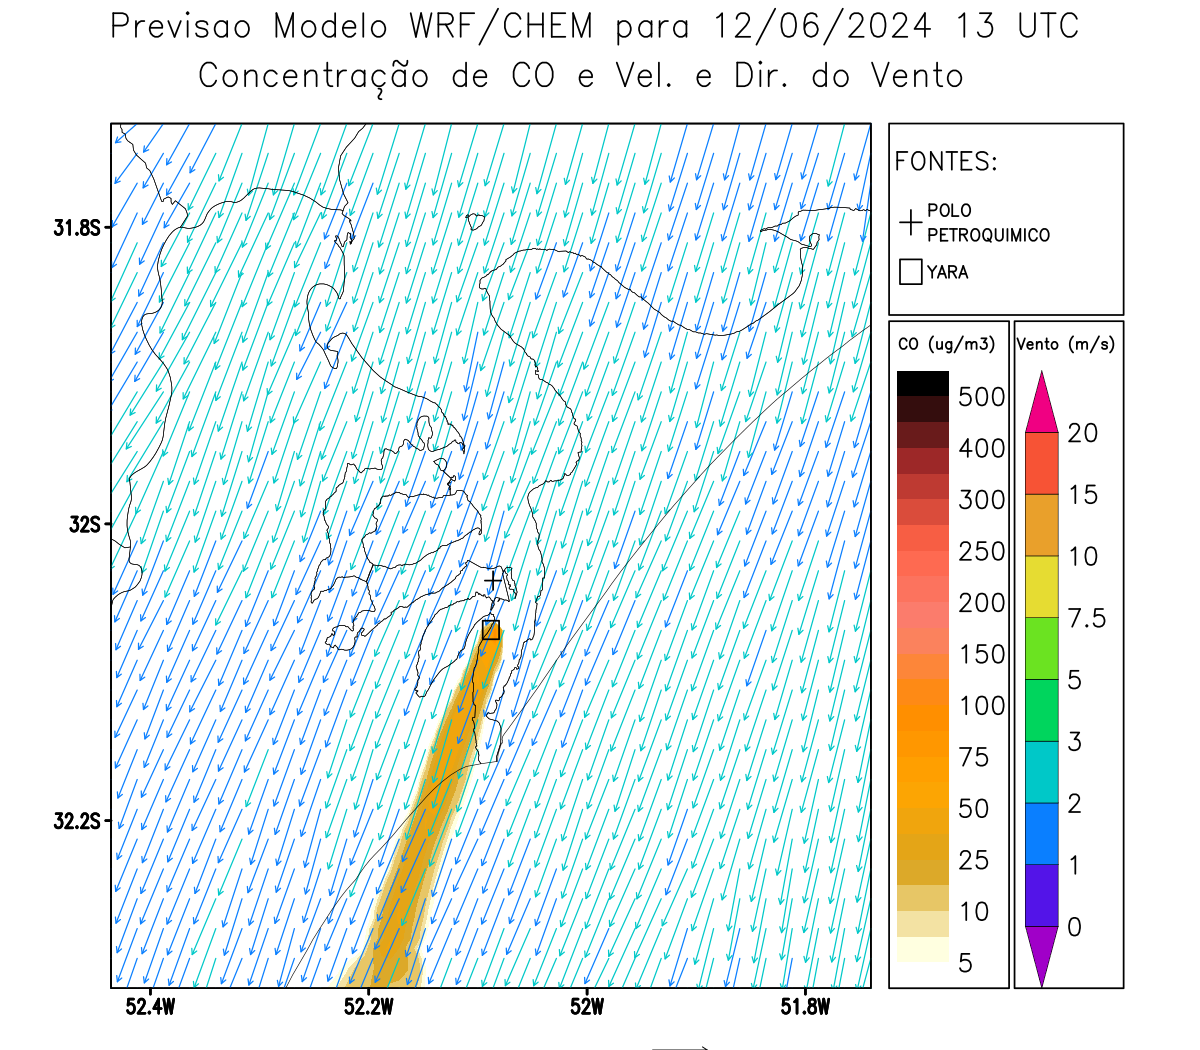 Previsao Modelo WRF/CHEM para 12/06/2024 13 UTC
Concentração de CO e Vel. e Dir. do Vento
FONTES:
POLO
PETROQUIMICO
YARA
CO (ug/m3)
500
400
300
250
200
150
100
75
50
25
10
5
Vento (m/s)
20
15
10
7.5
5
3
2
1
0
31.8S
32S
32.2S
52.4W
52.2W
52W
51.8W